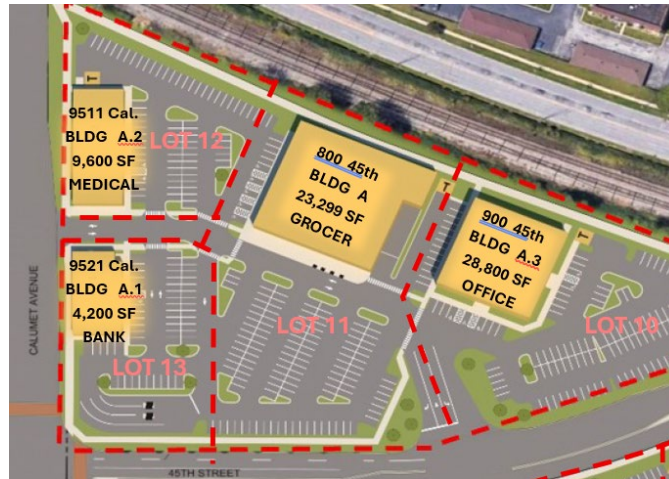 T
9511 Cal.
BLDG A.2
9,600 SF
MEDICAL
LOT 12
800 45th
BLDG A
23,299 SF
GROCER
T
900 45th
BLDG A.3
28,800 SF
OFFICE
T
9521 Cal.
BLDG A.1
4,200 SF
BANK
LOT 13
LOT 11
LOT 10
CALUMET AVENUE
45TH STREET